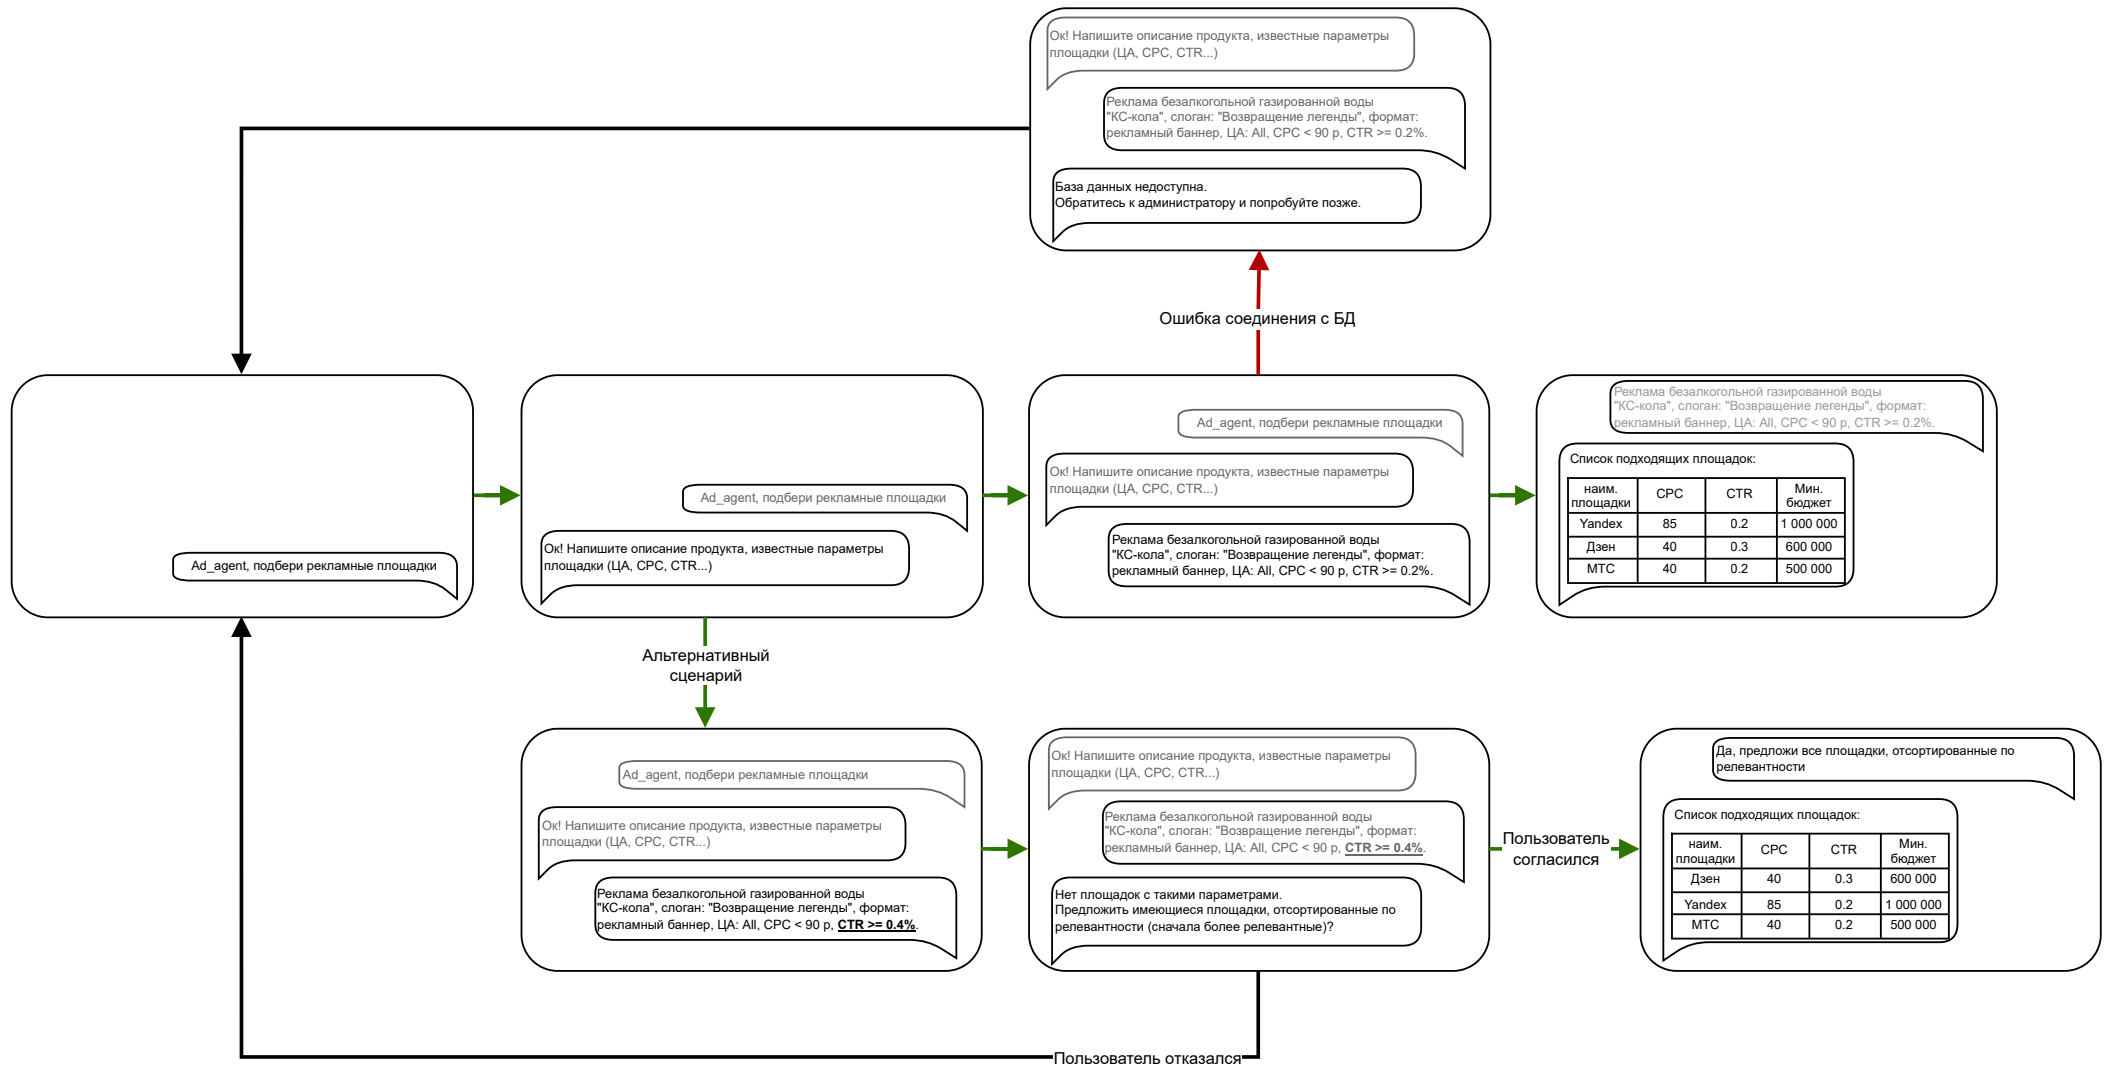 Ок! Напишите описание продукта, известные параметры
площадки (ЦА, CPC, CTR...)
Реклама безалкогольной газированной воды
"КС-кола", слоган: "Возвращение легенды", формат:
рекламный баннер, ЦА: All, CPC < 90 р, CTR >= 0.2%.
База данных недоступна.
Обратитесь к администратору и попробуйте позже.
Ошибка соединения с БД
Ad_agent, подбери рекламные площадки
Ad_agent, подбери рекламные площадки
Ок! Напишите описание продукта, известные параметры
площадки (ЦА, CPC, CTR...)
Ad_agent, подбери рекламные площадки
Ок! Напишите описание продукта, известные параметры
площадки (ЦА, CPC, CTR...)
Реклама безалкогольной газированной воды
"КС-кола", слоган: "Возвращение легенды", формат:
рекламный баннер, ЦА: All, CPC < 90 р, CTR >= 0.2%.
Реклама безалкогольной газированной воды
"КС-кола", слоган: "Возвращение легенды", формат:
рекламный баннер, ЦА: All, CPC < 90 р, CTR >= 0.2%.
Список подходящих площадок:
наим. площадки CPC CTR Мин. бюджет
Yandex 85 0.2 1 000 000
Дзен 40 0.3 600 000
МТС 40 0.2 500 000
Альтернативный
сценарий
Ad_agent, подбери рекламные площадки
Ок! Напишите описание продукта, известные параметры
площадки (ЦА, CPC, CTR...)
Реклама безалкогольной газированной воды
"КС-кола", слоган: "Возвращение легенды", формат:
рекламный баннер, ЦА: All, CPC < 90 р, CTR >= 0.4%.
Ок! Напишите описание продукта, известные параметры
площадки (ЦА, CPC, CTR...)
Реклама безалкогольной газированной воды
"КС-кола", слоган: "Возвращение легенды", формат:
рекламный баннер, ЦА: All, CPC < 90 р, CTR >= 0.4%.
Нет площадок с такими параметрами.
Предложить имеющиеся площадки, отсортированные по
релевантности (сначала более релевантные)?
Пользователь
согласился
Да, предложи все площадки, отсортированные по
релевантности
Список подходящих площадок:
наим. площадки CPC CTR Мин. бюджет
Дзен 40 0.3 600 000
Yandex 85 0.2 1 000 000
МТС 40 0.2 500 000
Пользователь отказался